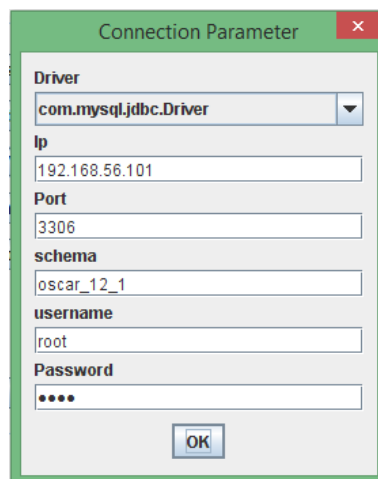 Connection Parameter
Driver
com.mysql.jdbc.Driver
Ip
192.168.56.101
Port
3306
schema
oscar_12_1
username
root
Password
••••
OK